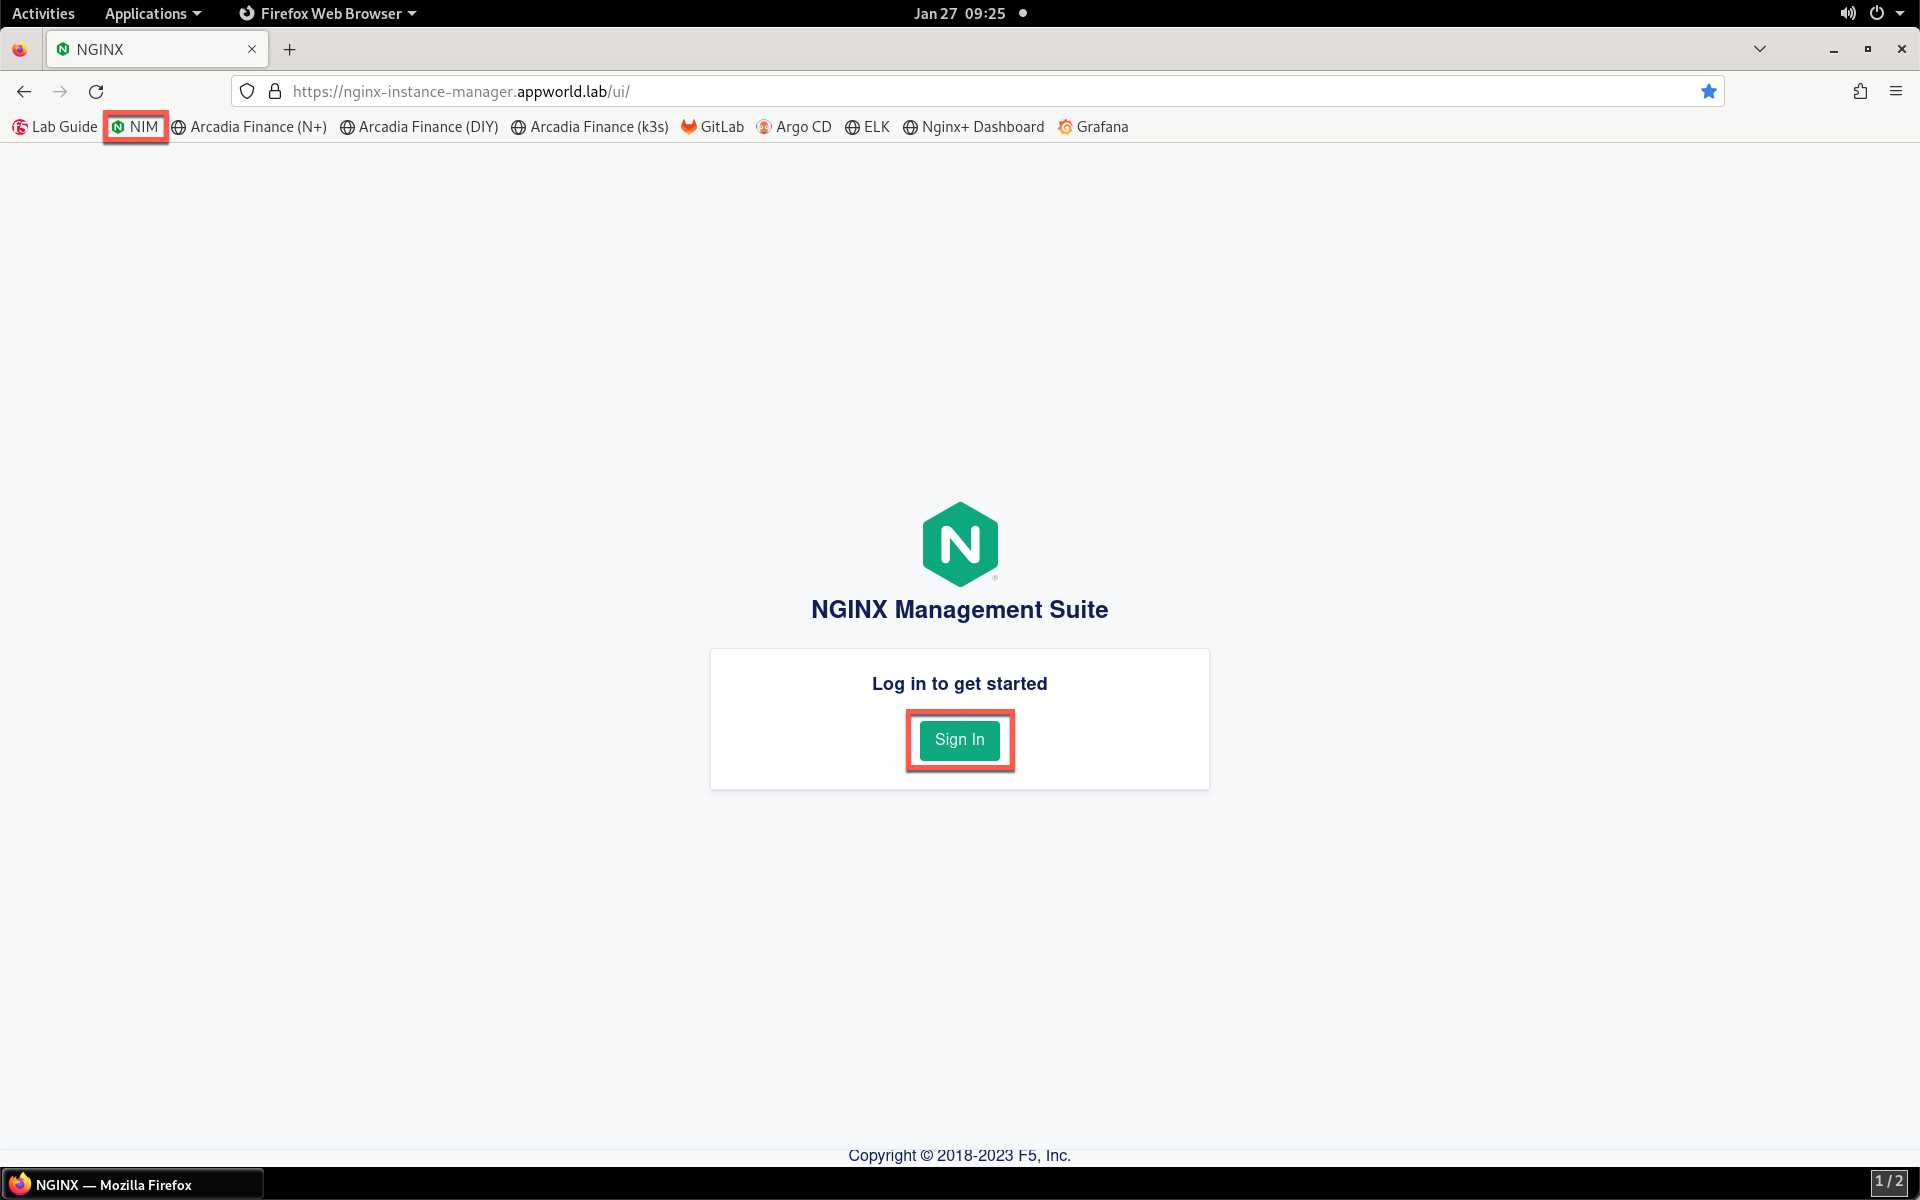 Activities Applications Firefox Web Browser Jan 27 09:25
NGINX
https://nginx-instance-manager.appworld.lab/ui/
Lab Guide NIM Arcadia Finance (N+) Arcadia Finance (DIY) Arcadia Finance (k3s) GitLab Argo CD ELK Nginx+ Dashboard Grafana
N
®
NGINX Management Suite
Log in to get started
Sign In
Copyright © 2018-2023 F5, Inc.
NGINX — Mozilla Firefox 1 / 2